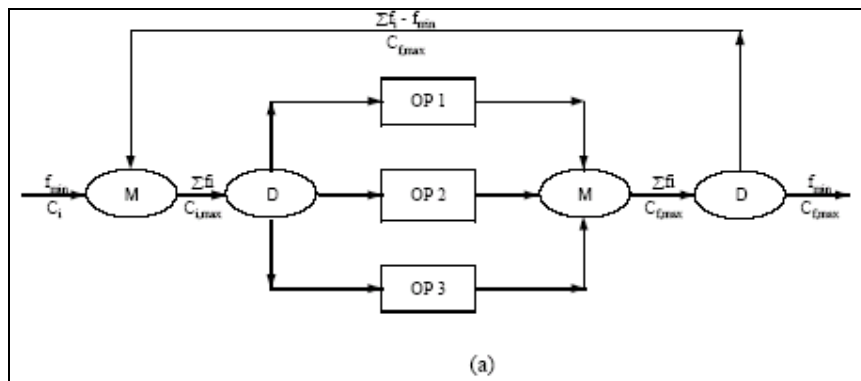 Σfi - fmin
Cf,max
OP 1
fmin
Ci
M
Σfi
Ci,max
D
OP 2
M
Σfi
Cf,max
D
fmin
Cf,max
OP 3
(a)